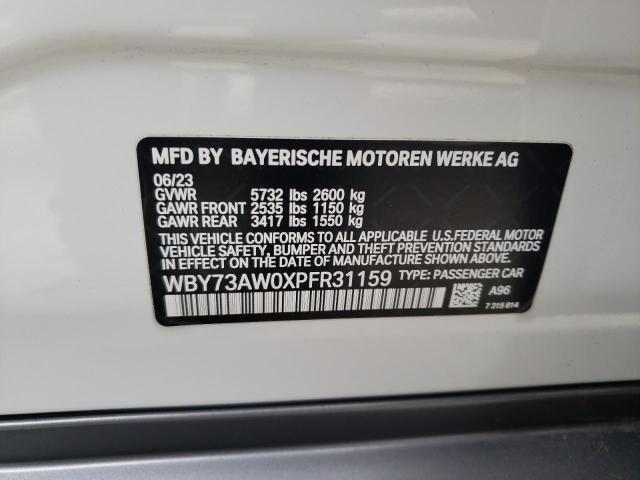 MFD BY BAYERISCHE MOTOREN WERKE AG
06/23
GVWR 5732 lbs 2600 kg
GAWR FRONT 2535 lbs 1150 kg
GAWR REAR 3417 lbs 1550 kg
THIS VEHICLE CONFORMS TO ALL APPLICABLE U.S.FEDERAL MOTOR
VEHICLE SAFETY, BUMPER AND THEFT PREVENTION STANDARDS
IN EFFECT ON THE DATE OF MANUFACTURE SHOWN ABOVE.
WBY73AW0XPFR31159 TYPE: PASSENGER CAR
A96
7 315 014